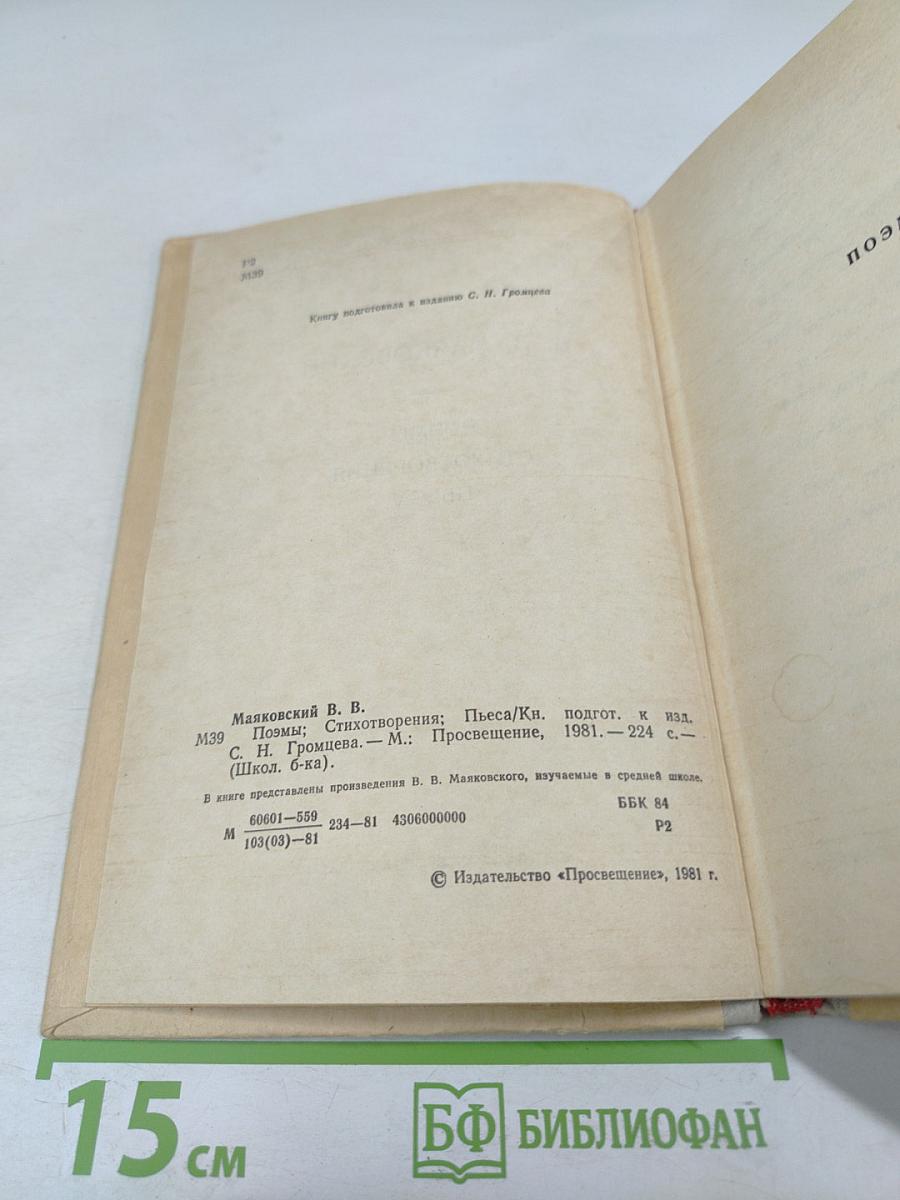 Р2
М39
Книгу подготовила к изданию С. Н. Громцева
Маяковский В. В.
М39 Поэмы; Стихотворения; Пьеса/Кн. подгот. к изд.
С. Н. Громцева. — М.: Просвещение, 1981. — 224 с. —
(Школ. б-ка).
В книге представлены произведения В. В. Маяковского, изучаемые в средней школе.
М 60601—559 234—81 4306000000
103(03)—81
ББК 84
Р2
© Издательство «Просвещение», 1981 г.
15 см
БФ БИБЛИОФАН